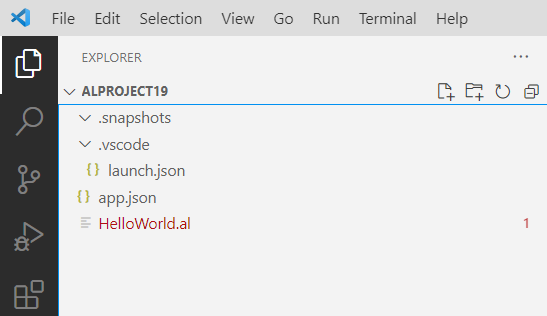 File Edit Selection View Go Run Terminal Help
EXPLORER ...
ALPROJECT19
.snapshots
.vscode
{} launch.json
{} app.json
HelloWorld.al 1